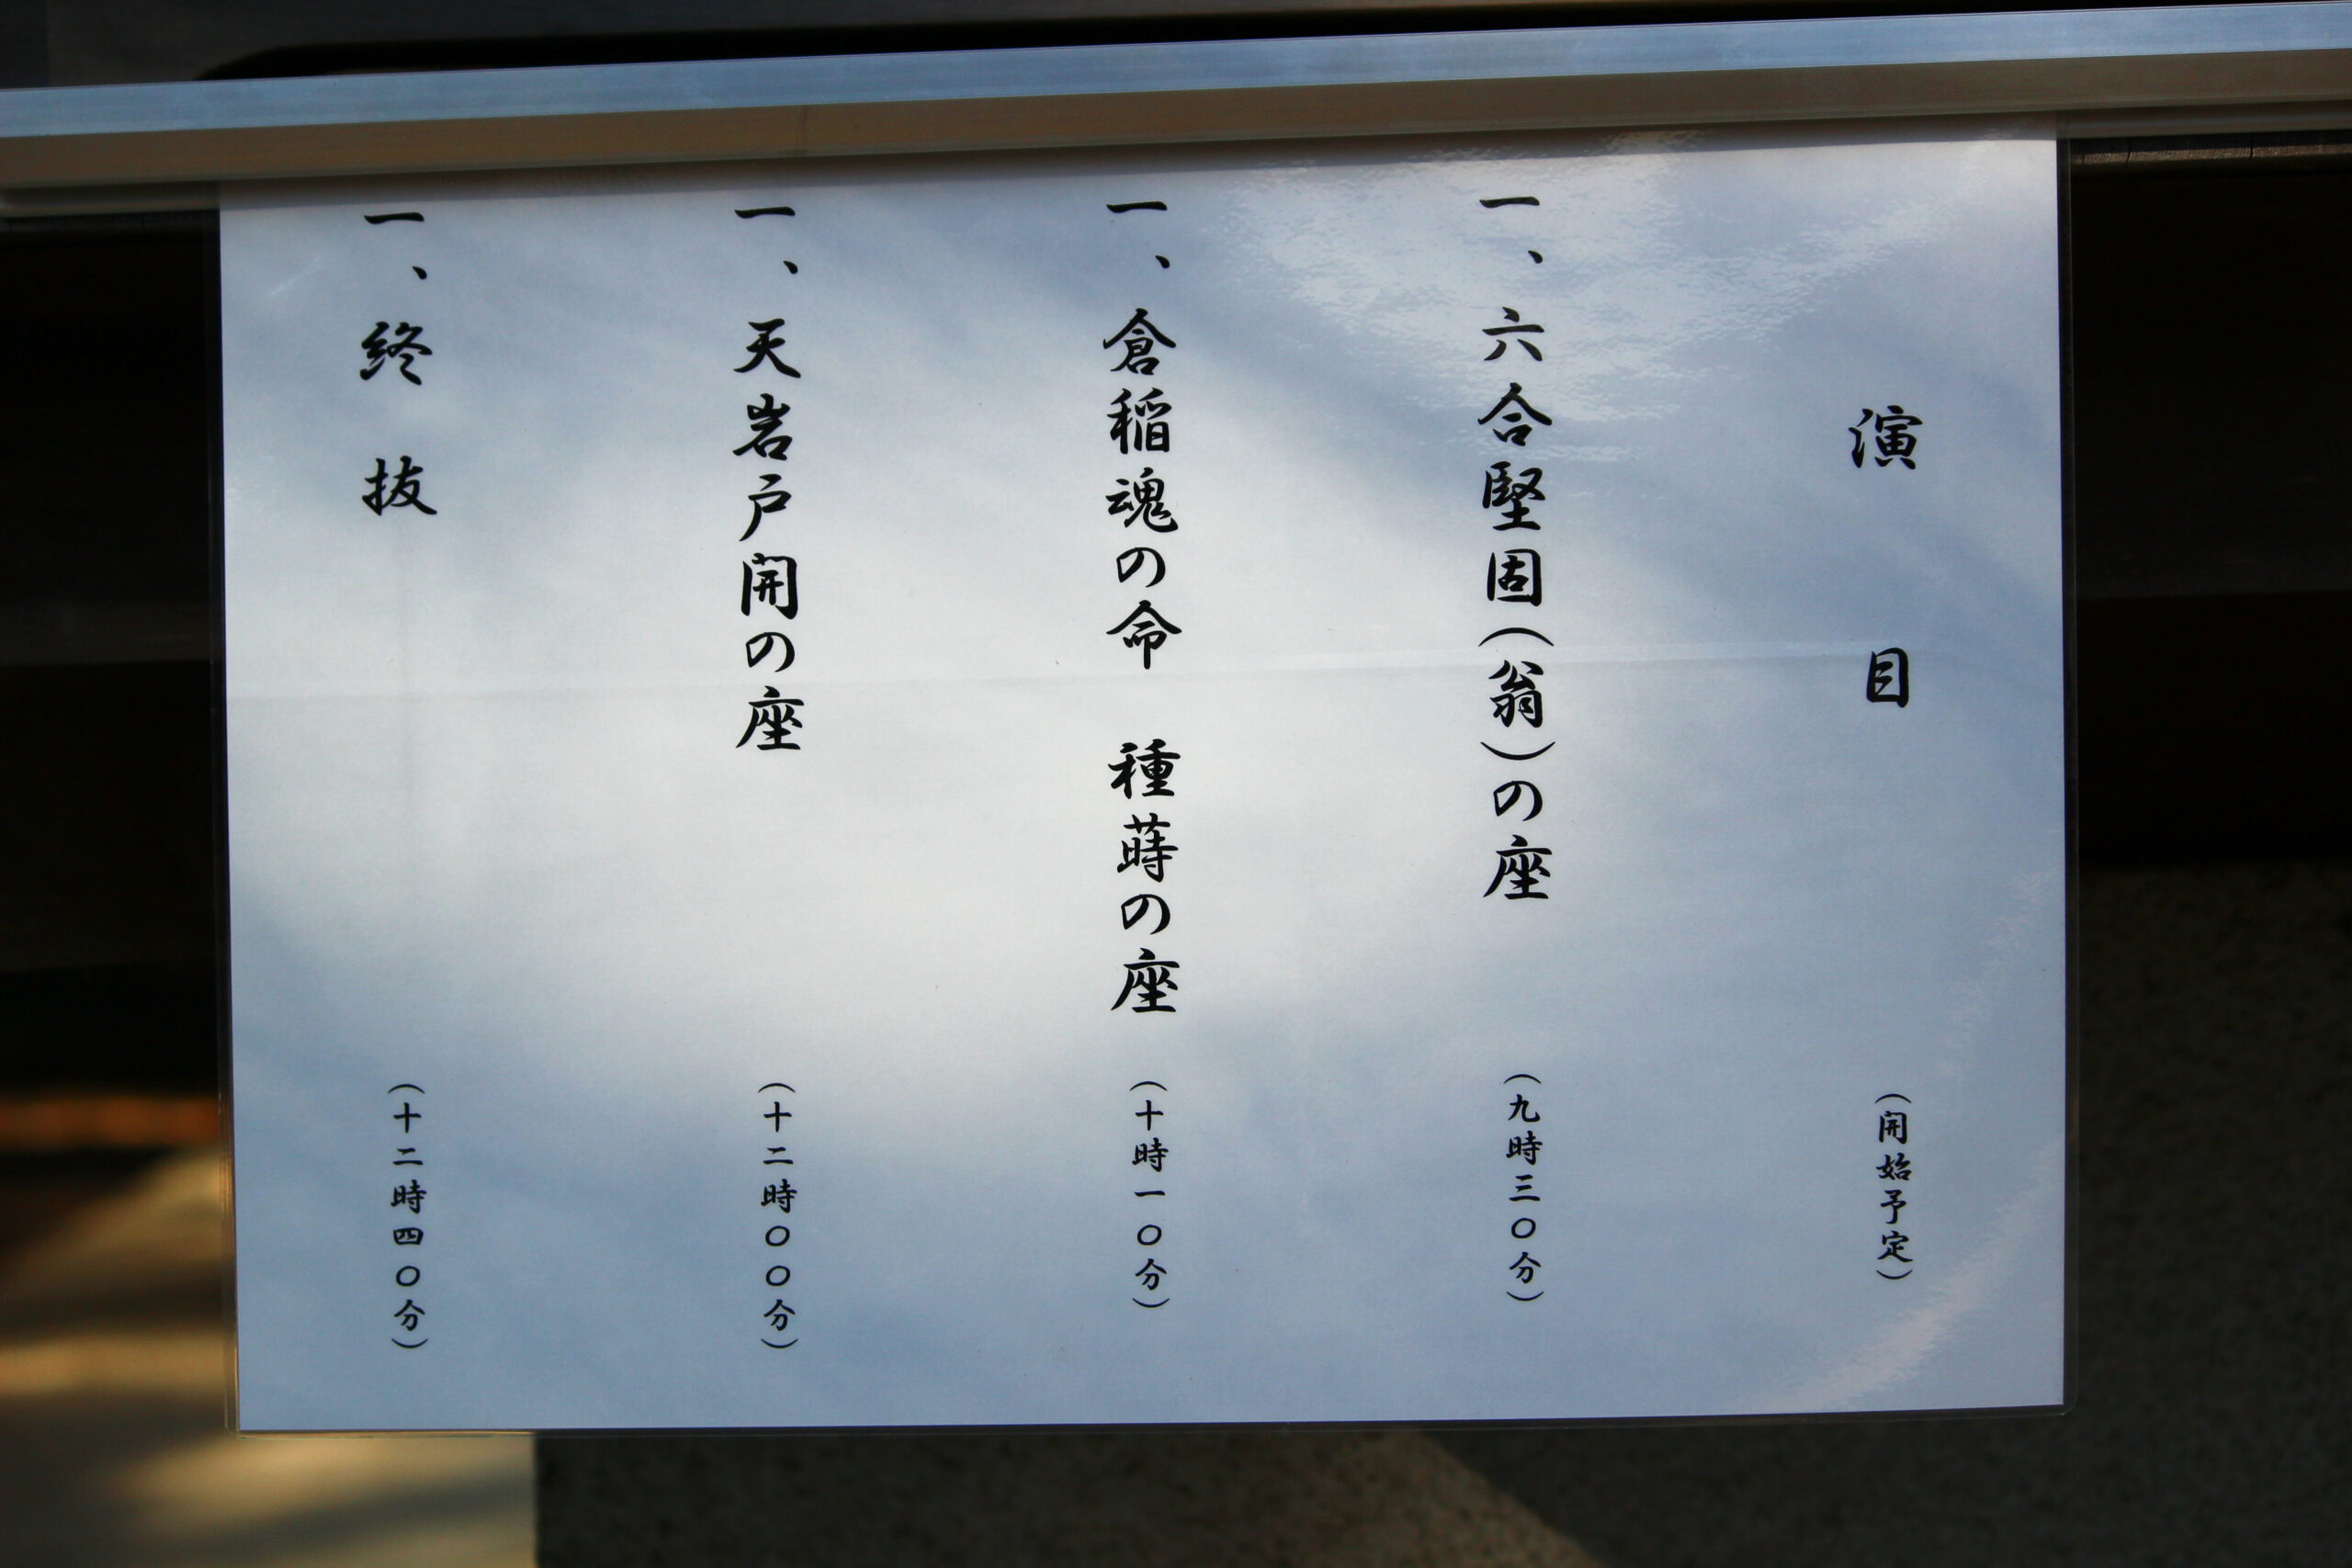 演　目　（開始予定）
一、六合堅固（翁）の座　（九時三〇分）
一、倉稲魂の命　種蒔の座　（十時一〇分）
一、天岩戸開の座　（十二時〇〇分）
一、終　抜　（十二時四〇分）